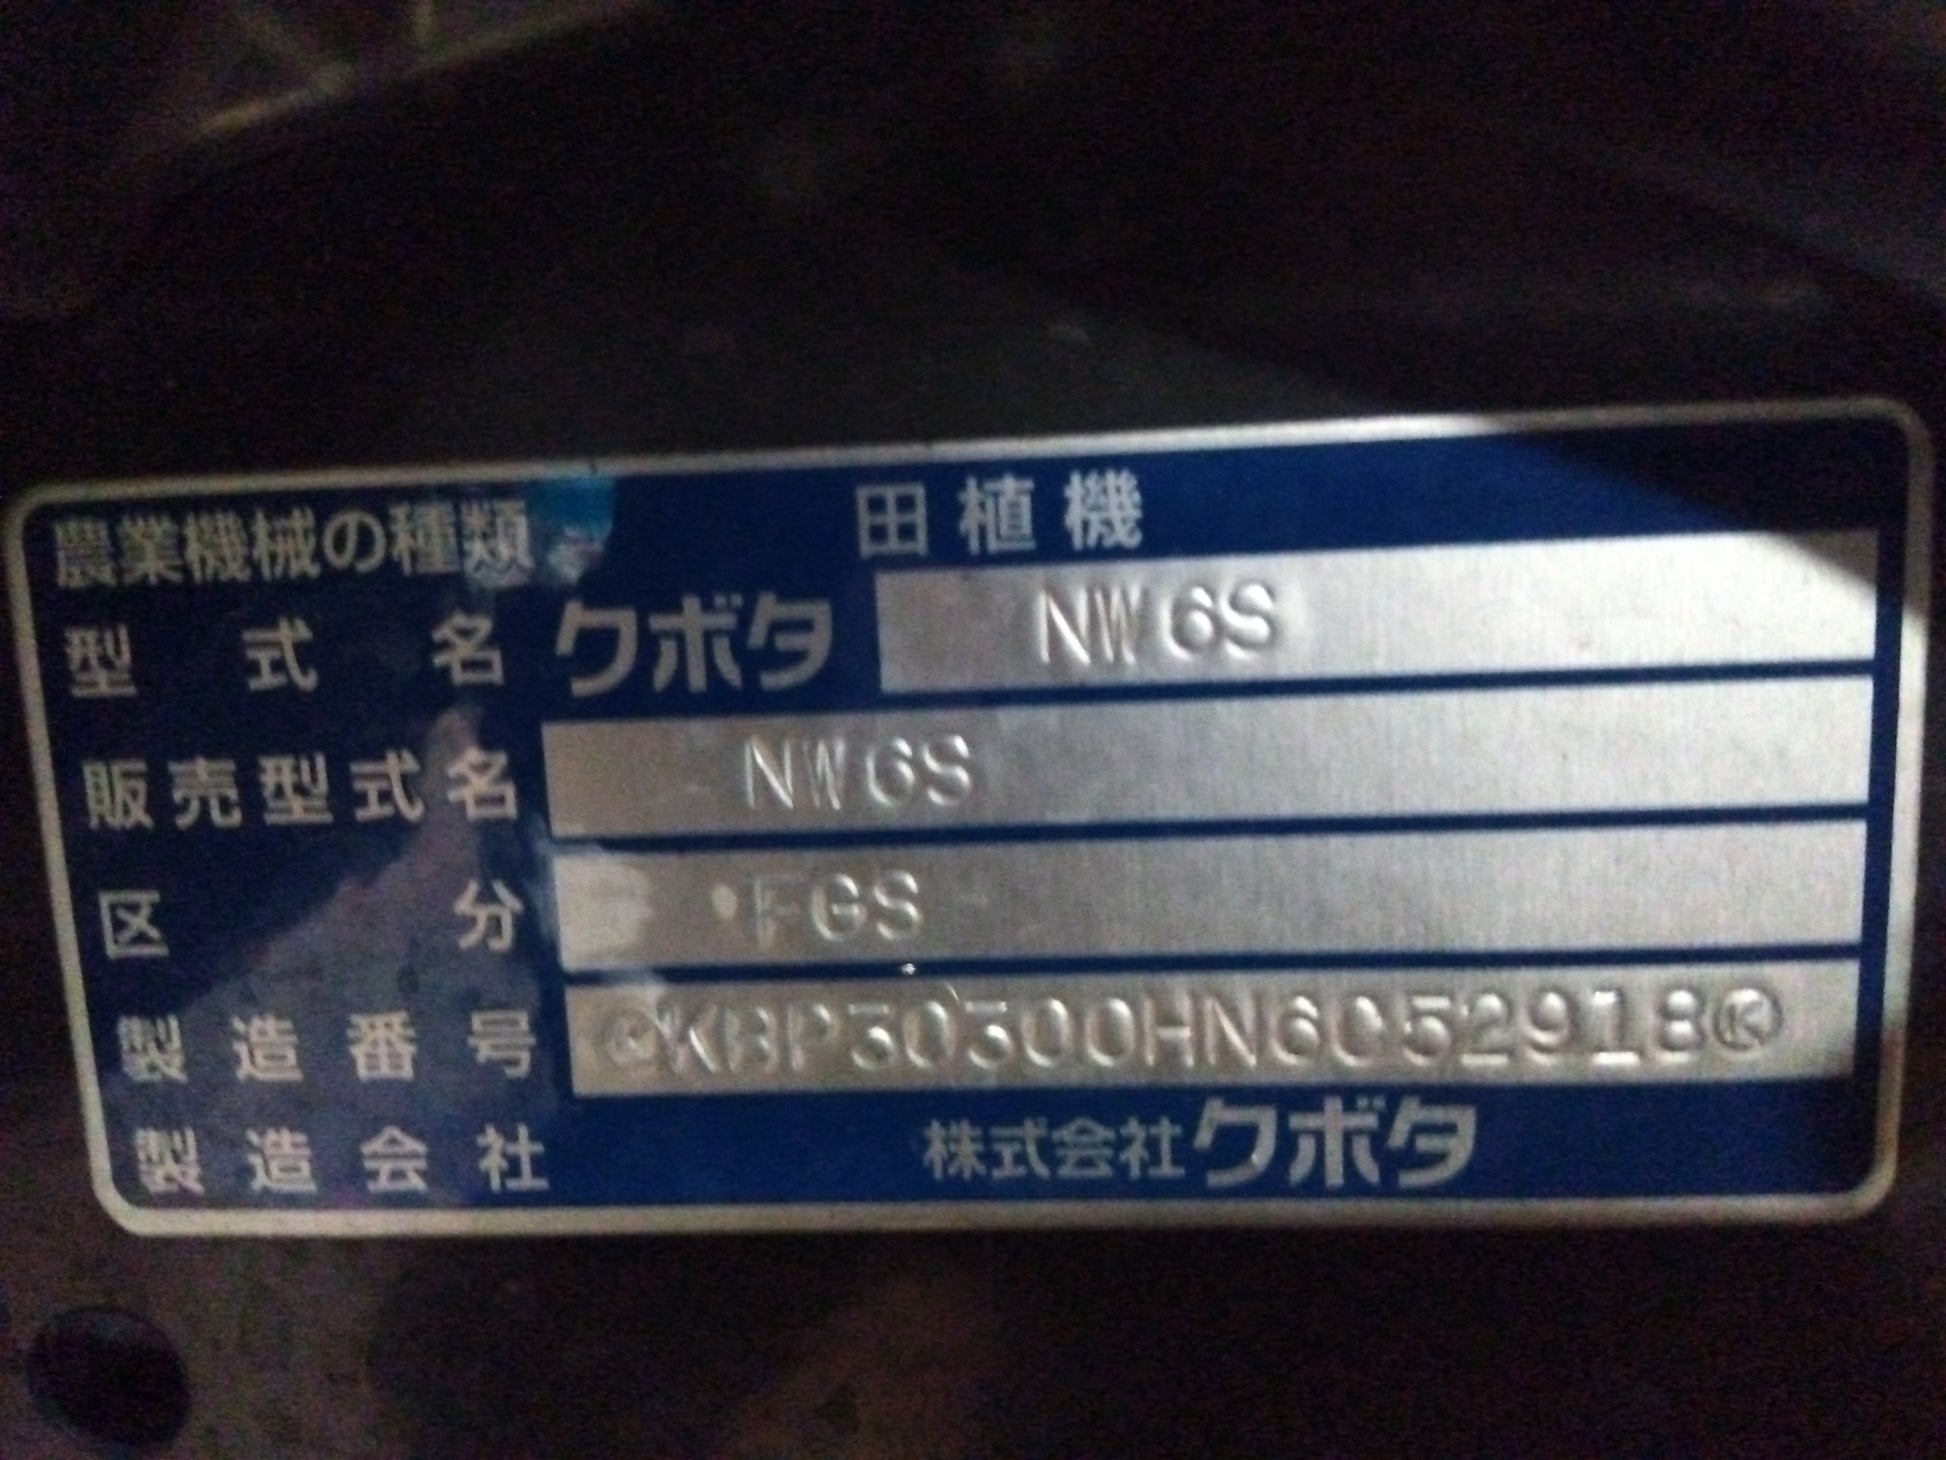 農業機械の種類 田植機
型式名 クボタ NW6S
販売型式名 NW6S
区分 FGS
製造番号 ⓀKBP30300HN6052918Ⓚ
製造会社 株式会社クボタ